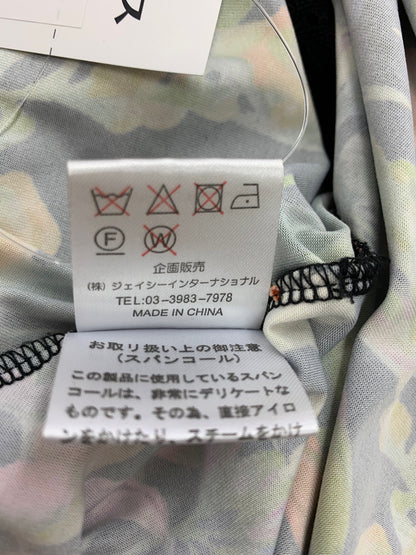 ス
F W
企画販売
(株) ジェイシーインターナショナル
TEL:03-3983-7978
MADE IN CHINA
お取り扱い上の御注意
(スパンコール)
この製品に使用しているスパン
コールは、非常にデリケートな
ものです。その為、直接アイロ
ンをかけたり、スチームをかけ